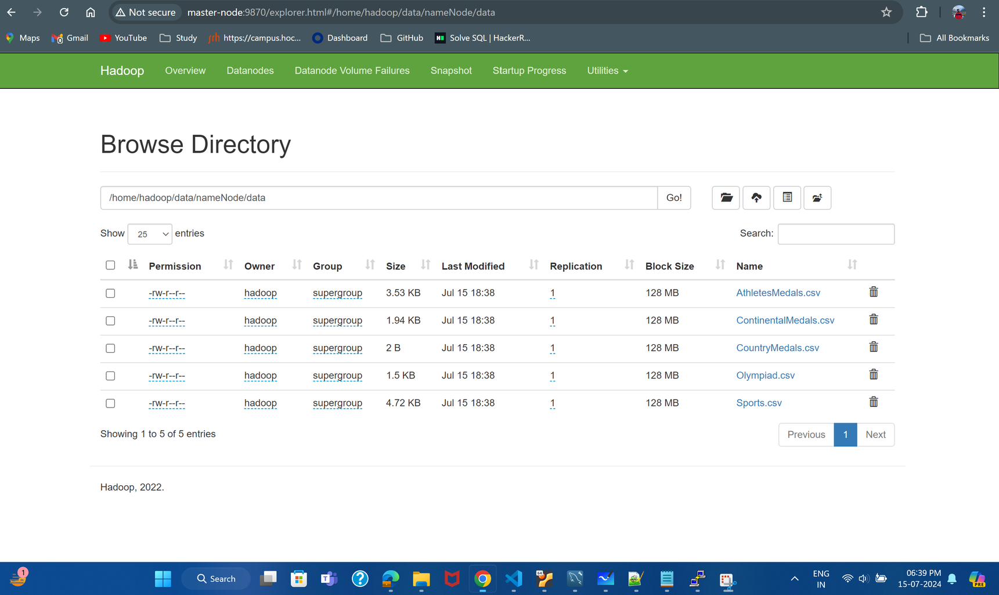 Not secure master-node:9870/explorer.html#/home/hadoop/data/nameNode/data
Maps 0 Gmail YouTube Study rrh https://campus.hoc... Dashboard GitHub H Solve SQL | HackerR... All Bookmarks
Hadoop Overview Datanodes Datanode Volume Failures Snapshot Startup Progress Utilities
Browse Directory
/home/hadoop/data/nameNode/data Go!
Show 25 entries Search:
Permission Owner Group Size Last Modified Replication Block Size Name
-rw-r--r-- hadoop supergroup 3.53 KB Jul 15 18:38 1 128 MB AthletesMedals.csv
-rw-r--r-- hadoop supergroup 1.94 KB Jul 15 18:38 1 128 MB ContinentalMedals.csv
-rw-r--r-- hadoop supergroup 2 B Jul 15 18:38 1 128 MB CountryMedals.csv
-rw-r--r-- hadoop supergroup 1.5 KB Jul 15 18:38 1 128 MB Olympiad.csv
-rw-r--r-- hadoop supergroup 4.72 KB Jul 15 18:38 1 128 MB Sports.csv
Showing 1 to 5 of 5 entries Previous 1 Next
Hadoop, 2022.
1 Search 64 ENG 06:39 PM
IN 15-07-2024 PRE